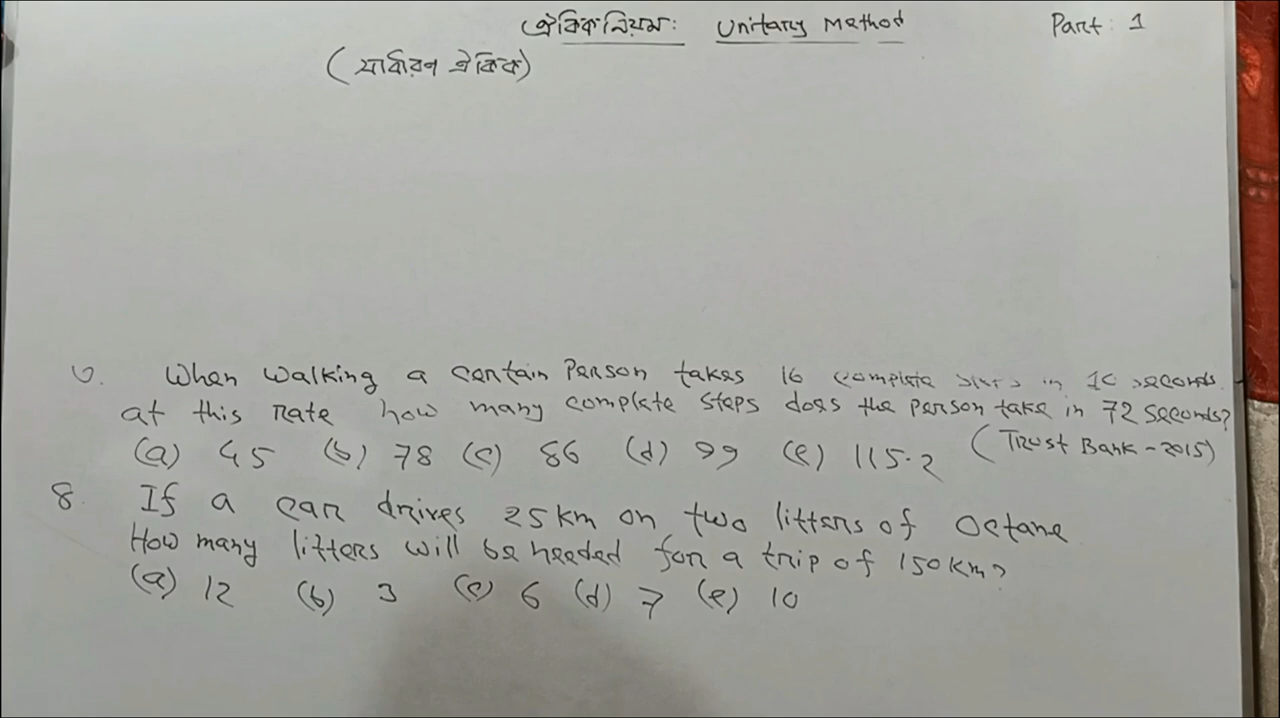 ঐকিক নিয়ম: Unitary Method Part: 1
(সাধারণ ঐকিক)
৩. When walking a certain Person takes 16 complete steps in 10 seconds.
at this rate how many complete steps does the person take in 72 seconds?
(a) 45 (b) 78 (c) 86 (d) 99 (e) 115.2 (Trust Bank-2015)
৪. If a car drives 25km on two litters of Octane
How many litters will be needed for a trip of 150km?
(a) 12 (b) 3 (c) 6 (d) 7 (e) 10